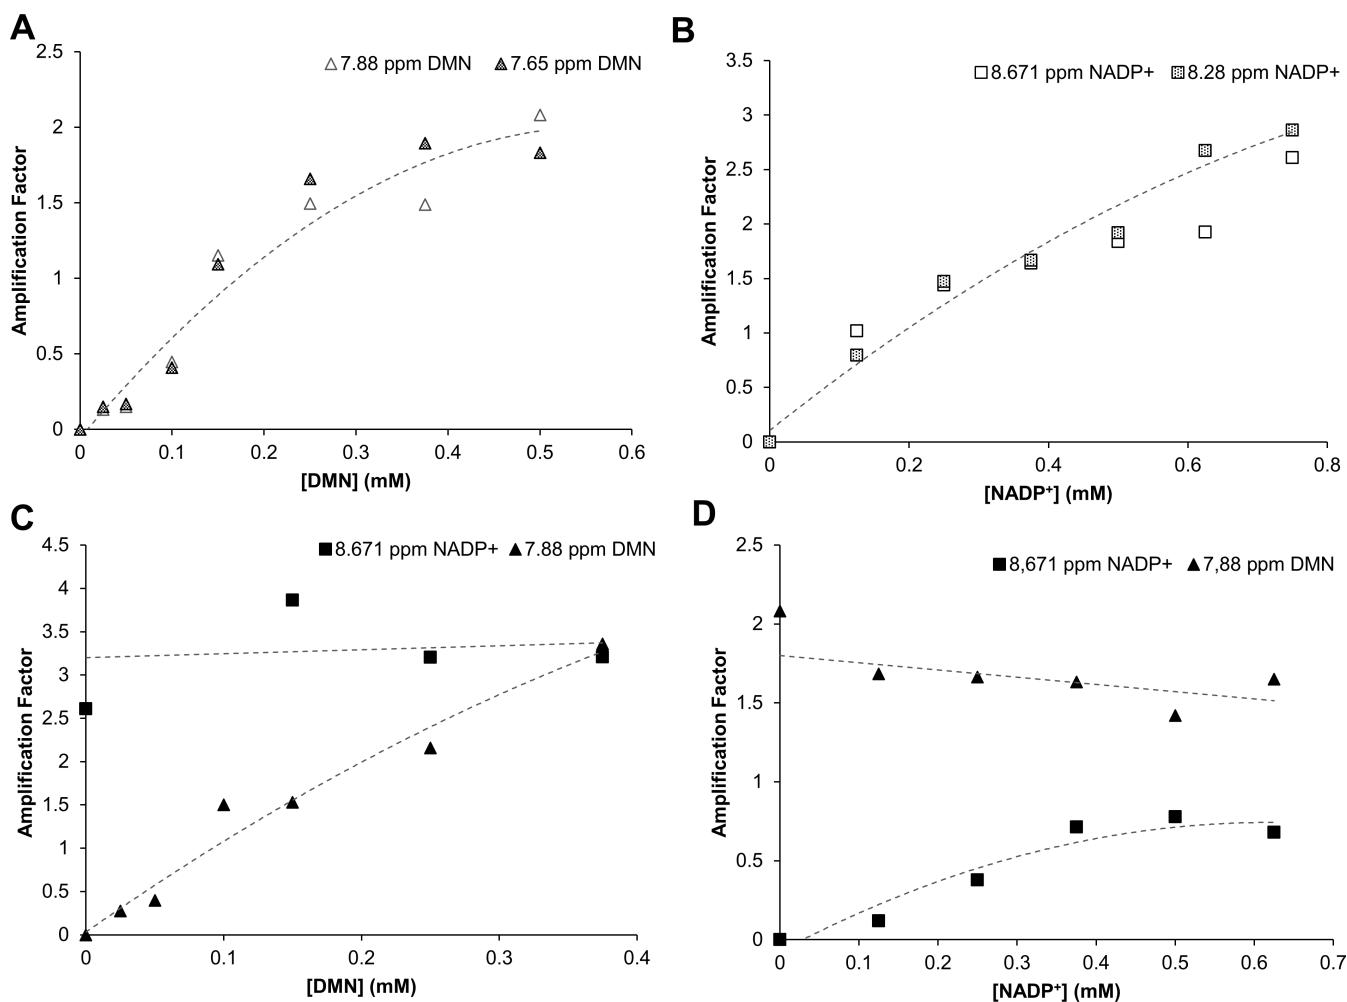 A
2.5
2
1.5
1
0.5
0
0 0.1 0.2 0.3 0.4 0.5 0.6
Amplification Factor
[DMN] (mM)
7.88 ppm DMN 7.65 ppm DMN
B
3.5
3
2.5
2
1.5
1
0.5
0
0 0.2 0.4 0.6 0.8
Amplification Factor
[NADP⁺] (mM)
8.671 ppm NADP+ 8.28 ppm NADP+
C
4.5
4
3.5
3
2.5
2
1.5
1
0.5
0
0 0.1 0.2 0.3 0.4
Amplification Factor
[DMN] (mM)
8.671 ppm NADP+ 7.88 ppm DMN
D
2.5
2
1.5
1
0.5
0
0 0.1 0.2 0.3 0.4 0.5 0.6 0.7
Amplification Factor
[NADP⁺] (mM)
8,671 ppm NADP+ 7,88 ppm DMN